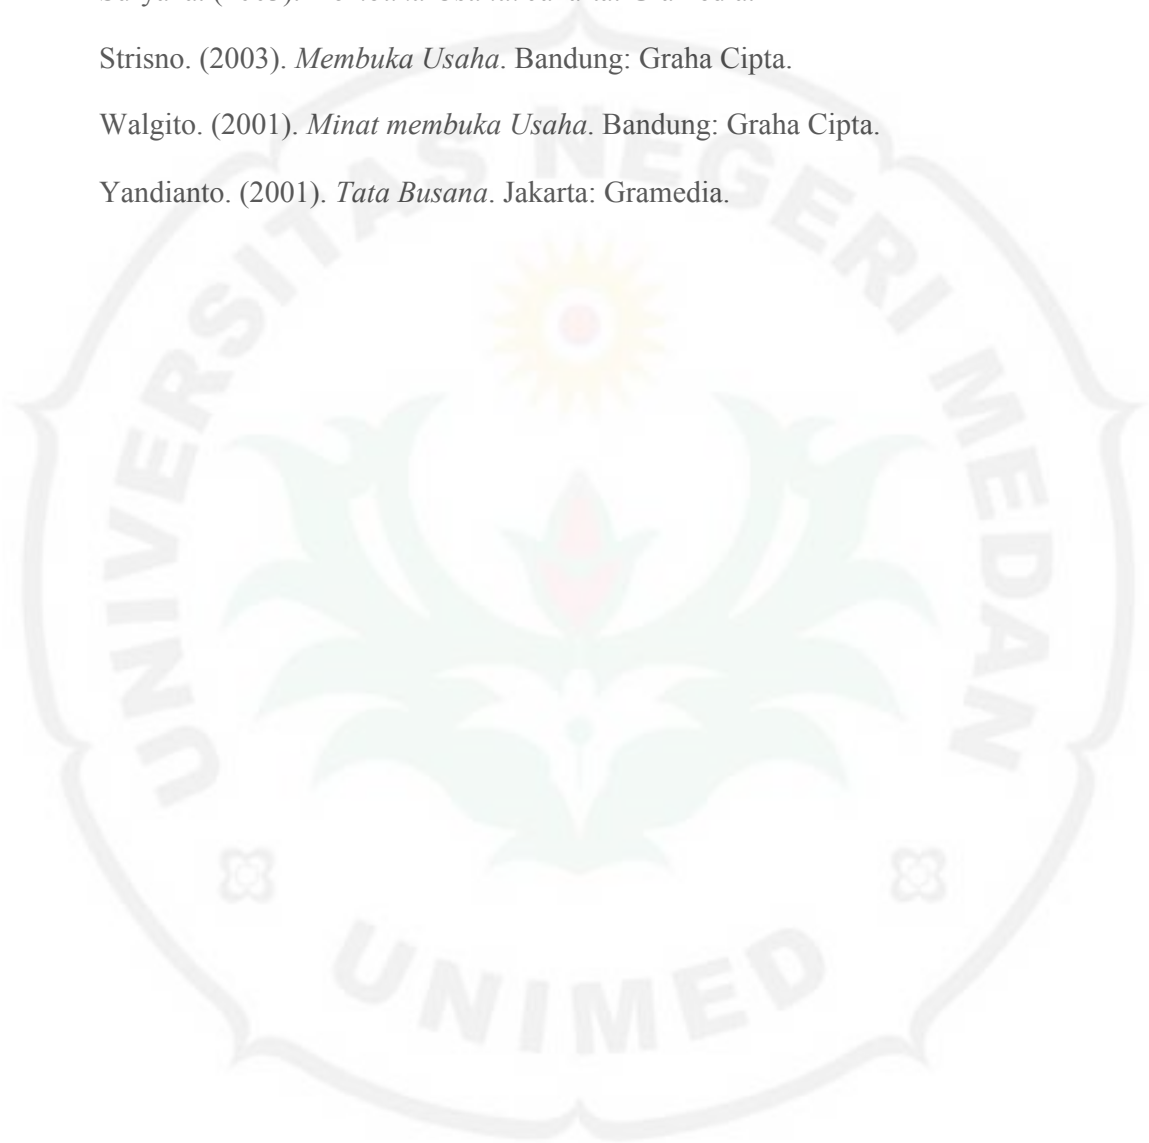 Strisno. (2003). Membuka Usaha. Bandung: Graha Cipta.
Walgito. (2001). Minat membuka Usaha. Bandung: Graha Cipta.
Yandianto. (2001). Tata Busana. Jakarta: Gramedia.
UNIVERSITAS NEGERI MEDAN
UNIMED